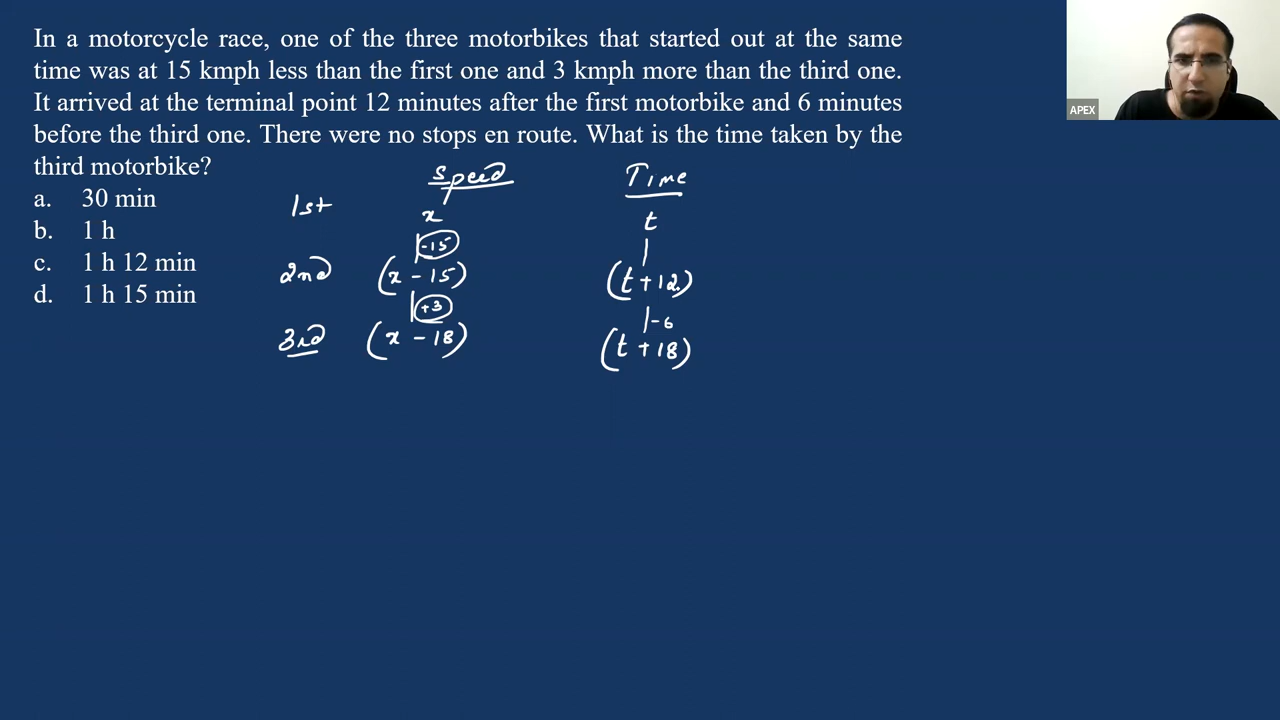 In a motorcycle race, one of the three motorbikes that started out at the same
time was at 15 kmph less than the first one and 3 kmph more than the third one.
It arrived at the terminal point 12 minutes after the first motorbike and 6 minutes
before the third one. There were no stops en route. What is the time taken by the
third motorbike?
a. 30 min
b. 1 h
c. 1 h 12 min
d. 1 h 15 min
Speed Time
1st x t
-15
2nd (x - 15) (t + 12)
+3 -6
3rd (x - 18) (t + 18)
APEX